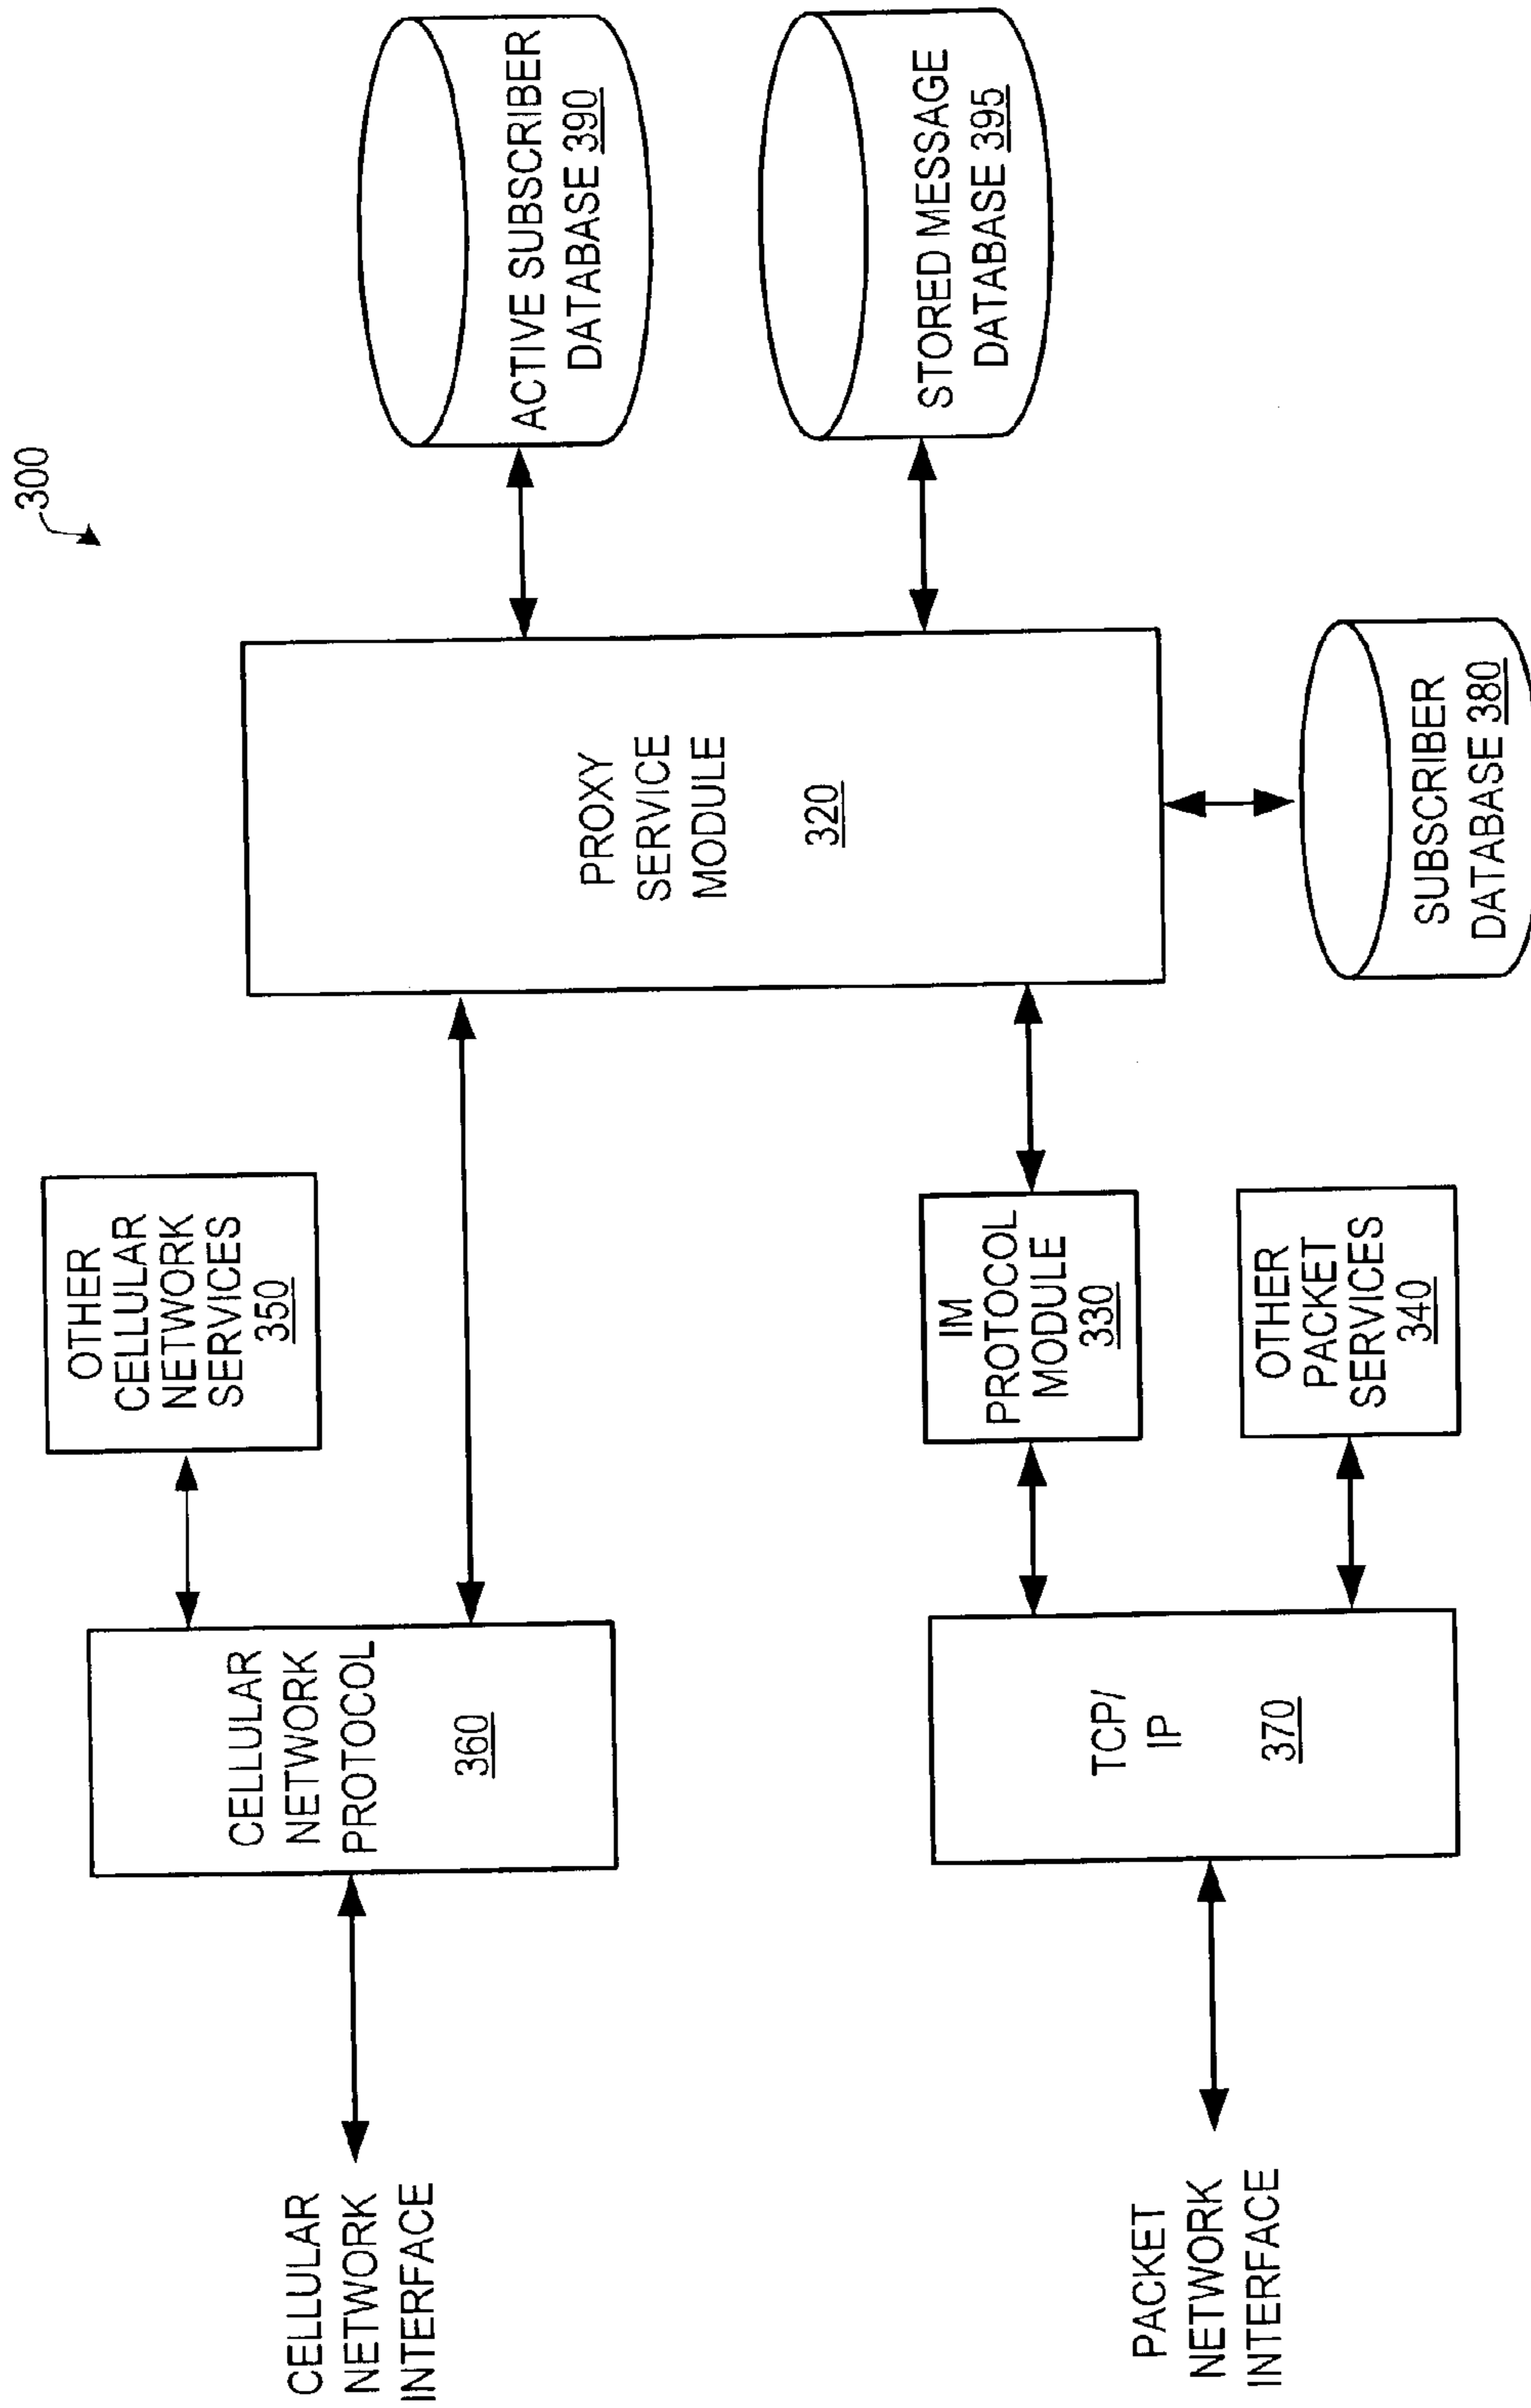 300
OTHER
CELLULAR
NETWORK
SERVICES
350
CELLULAR
NETWORK
PROTOCOL
360
CELLULAR
NETWORK
INTERFACE
PROXY
SERVICE
MODULE
320
ACTIVE SUBSCRIBER
DATABASE 390
STORED MESSAGE
DATABASE 395
IM
PROTOCOL
MODULE
330
OTHER
PACKET
SERVICES
340
TCP/
IP
370
PACKET
NETWORK
INTERFACE
SUBSCRIBER
DATABASE 380